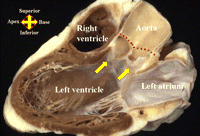 Superior
Apex Base
Inferior
Right
ventricle
Aorta
Left ventricle
Left atrium